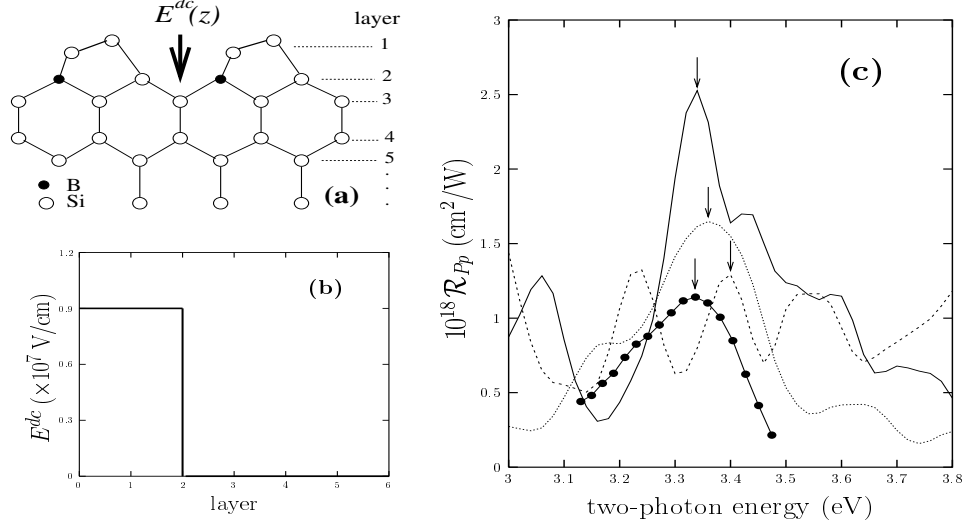 E^dc(z)
layer
1
2
3
4
5
B
Si
(a)
1.2
0.9
0.6
0.3
0
0 1 2 3 4 5 6
E^dc (×10^7 V/cm)
layer
(b)
3
2.5
2
1.5
1
0.5
0
3 3.1 3.2 3.3 3.4 3.5 3.6 3.7 3.8
10^18 R_Pp (cm^2/W)
two-photon energy (eV)
(c)